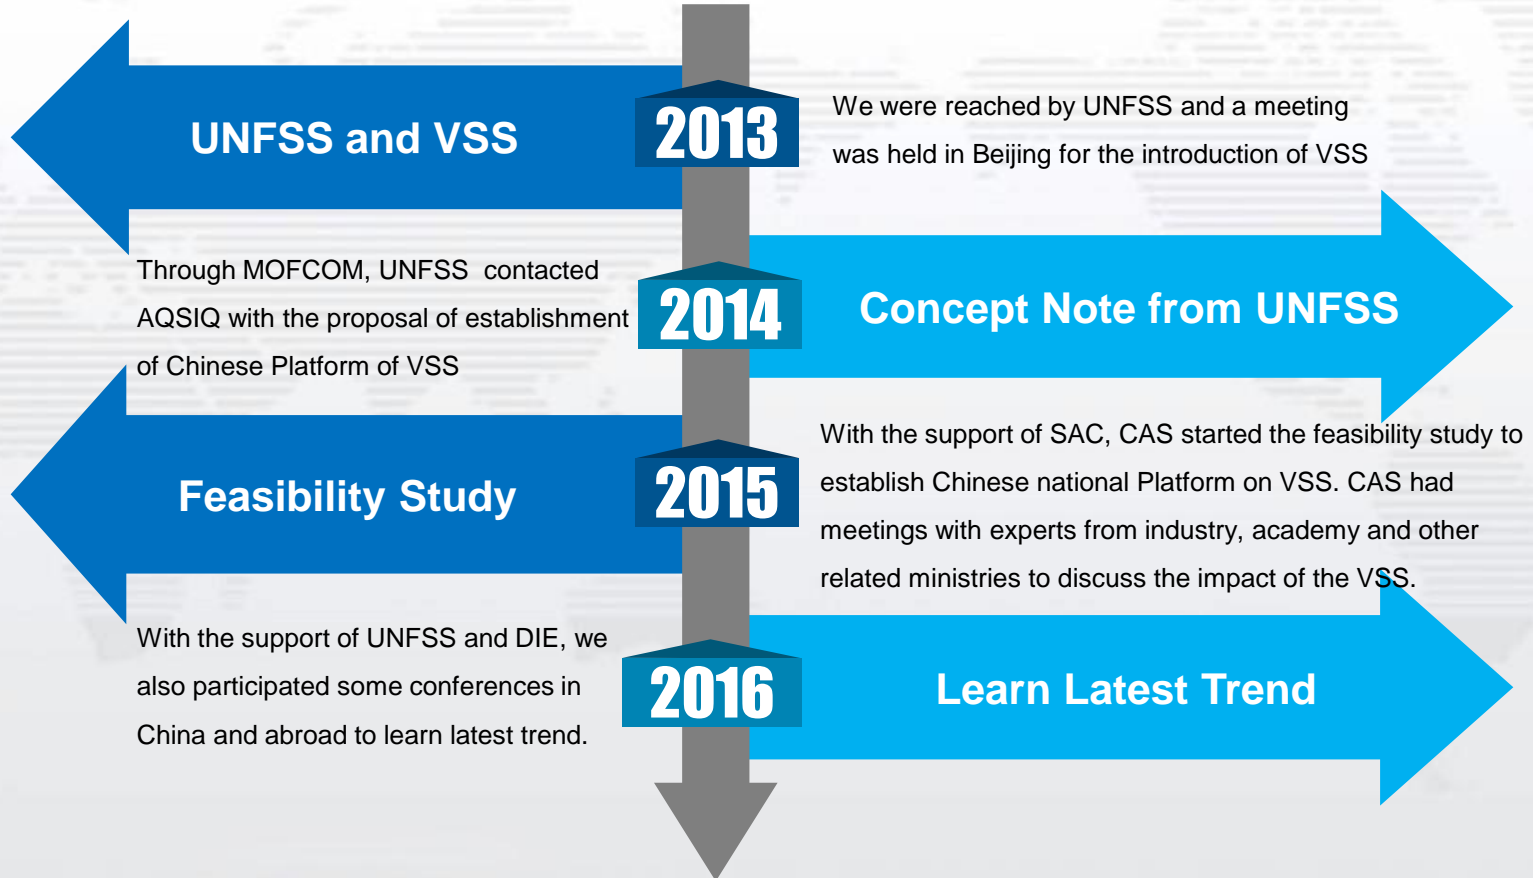 UNFSS and VSS
2013
We were reached by UNFSS and a meeting
was held in Beijing for the introduction of VSS
Through MOFCOM, UNFSS contacted
AQSIQ with the proposal of establishment
of Chinese Platform of VSS
2014
Concept Note from UNFSS
Feasibility Study
2015
With the support of SAC, CAS started the feasibility study to
establish Chinese national Platform on VSS. CAS had
meetings with experts from industry, academy and other
related ministries to discuss the impact of the VSS.
With the support of UNFSS and DIE, we
also participated some conferences in
China and abroad to learn latest trend.
2016
Learn Latest Trend